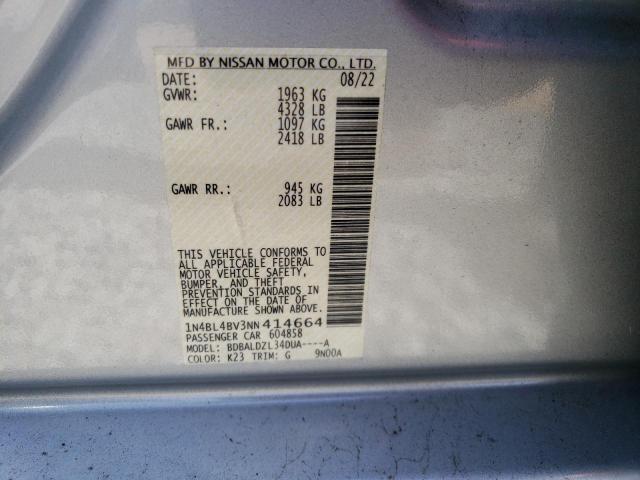 MFD BY NISSAN MOTOR CO., LTD.
DATE: 08/22
GVWR: 1963 KG
4328 LB
GAWR FR.: 1097 KG
2418 LB
GAWR RR.: 945 KG
2083 LB
THIS VEHICLE CONFORMS TO
ALL APPLICABLE FEDERAL
MOTOR VEHICLE SAFETY,
BUMPER, AND THEFT
PREVENTION STANDARDS IN
EFFECT ON THE DATE OF
MANUFACTURE SHOWN ABOVE.
1N4BL4BV3NN414664
PASSENGER CAR 604858
MODEL: BDBALDZL34DUA----A
COLOR: K23 TRIM: G 9N00A